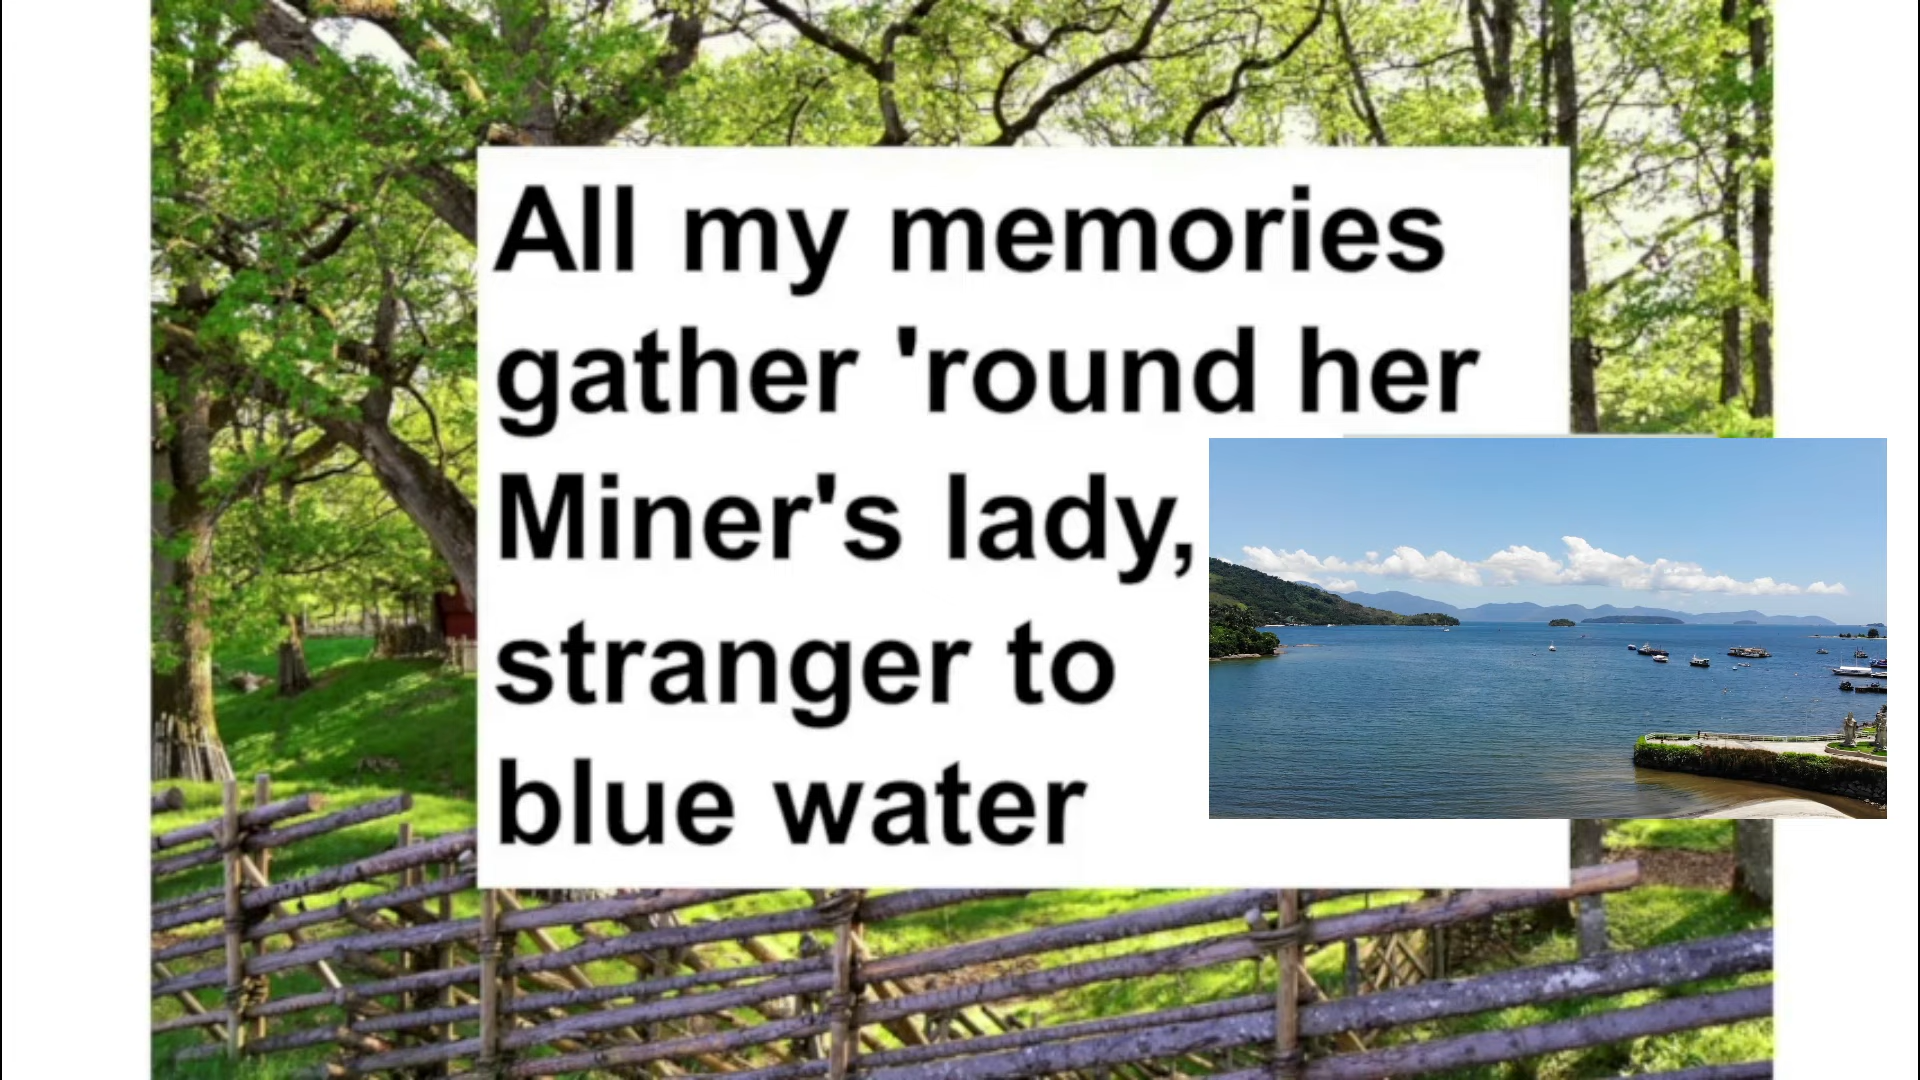 All my memories
gather 'round her
Miner's lady,
stranger to
blue water